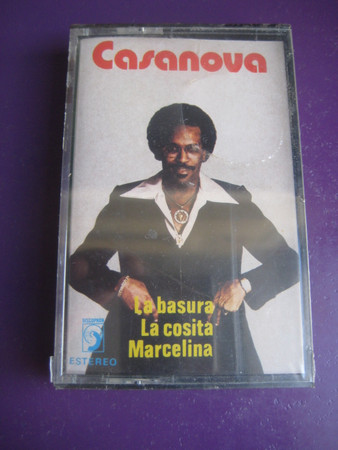 Casanova
La basura
La cosita
Marcelina
ESTEREO